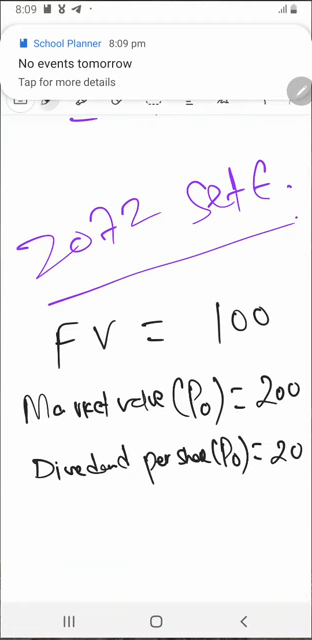 8:09
School Planner 8:09 pm
No events tomorrow
Tap for more details
2072 set E.
FV = 100
Market value (P0) = 200
Dividend per share (P0) = 20